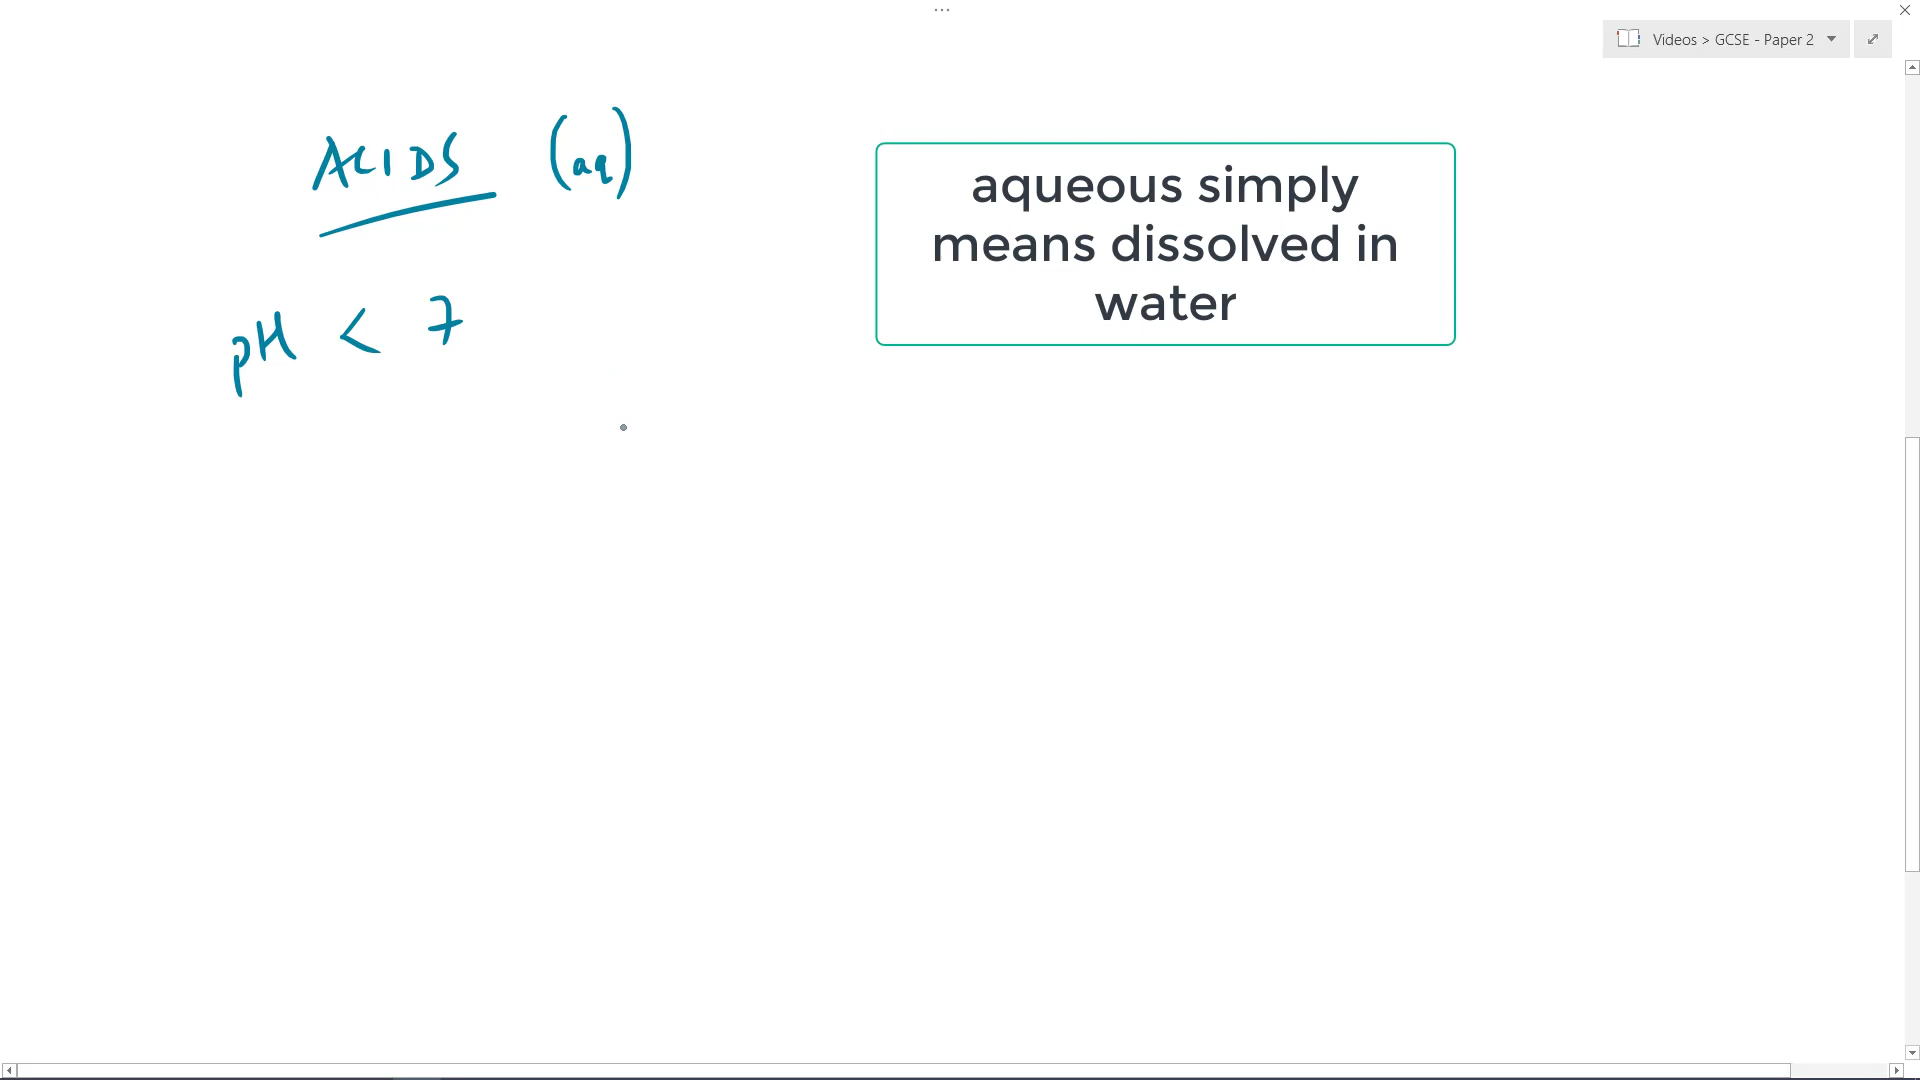 ...
Videos > GCSE - Paper 2
ACIDS (aq)
aqueous simply
means dissolved in
water
pH < 7